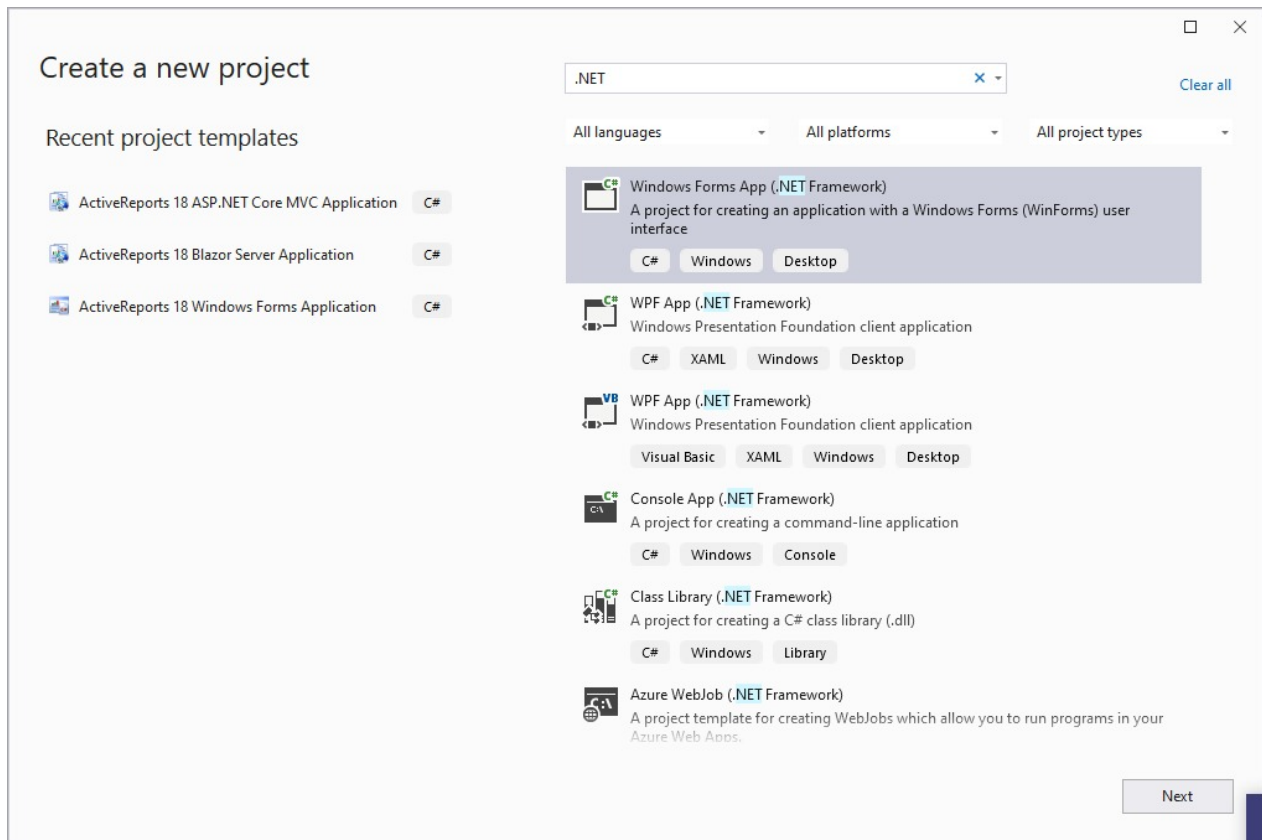 Create a new project
.NET
Clear all
Recent project templates
All languages
All platforms
All project types
ActiveReports 18 ASP.NET Core MVC Application C#
ActiveReports 18 Blazor Server Application C#
ActiveReports 18 Windows Forms Application C#
C#
Windows Forms App (.NET Framework)
A project for creating an application with a Windows Forms (WinForms) user
interface
C# Windows Desktop
C#
WPF App (.NET Framework)
Windows Presentation Foundation client application
C# XAML Windows Desktop
VB
WPF App (.NET Framework)
Windows Presentation Foundation client application
Visual Basic XAML Windows Desktop
C#
C:\
Console App (.NET Framework)
A project for creating a command-line application
C# Windows Console
C#
Class Library (.NET Framework)
A project for creating a C# class library (.dll)
C# Windows Library
C:\
Azure WebJob (.NET Framework)
A project template for creating WebJobs which allow you to run programs in your
Azure Web Apps.
Next